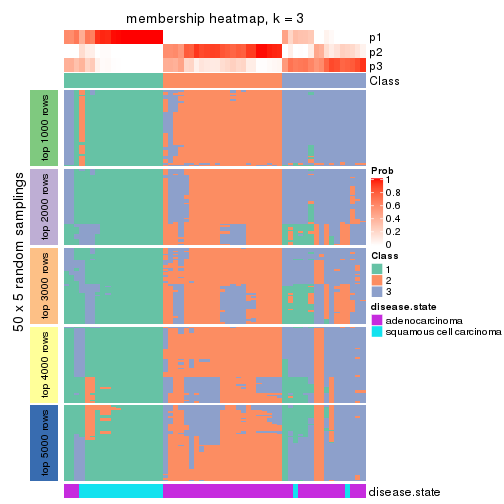 membership heatmap, k = 3
p1
p2
p3
Class
50 x 5 random samplings
top 1000 rows
top 2000 rows
top 3000 rows
top 4000 rows
top 5000 rows
Prob
1
0.8
0.6
0.4
0.2
0
Class
1
2
3
disease.state
adenocarcinoma
squamous cell carcinoma
disease.state